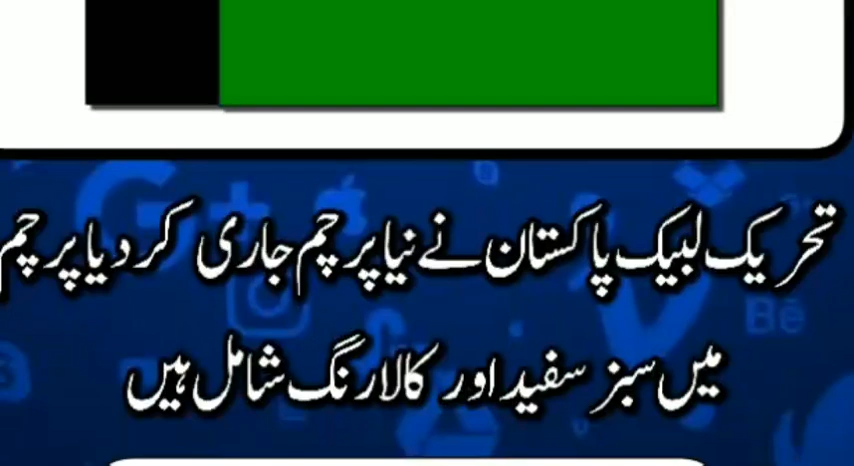 تحریک لبیک پاکستان نے نیا پرچم جاری کر دیا پرچم
میں سبز سفید اور کالا رنگ شامل ہیں